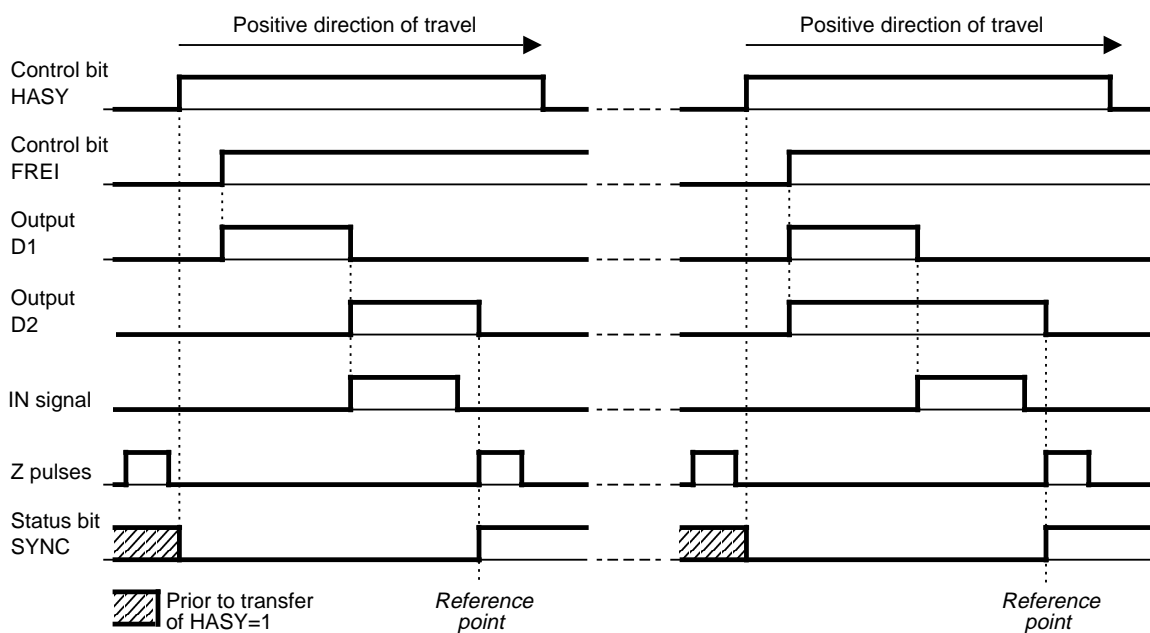 Positive direction of travel
Positive direction of travel
Control bit
HASY
Control bit
FREI
Output
D1
Output
D2
IN signal
Z pulses
Status bit
SYNC
Prior to transfer
of HASY=1
Reference
point
Reference
point